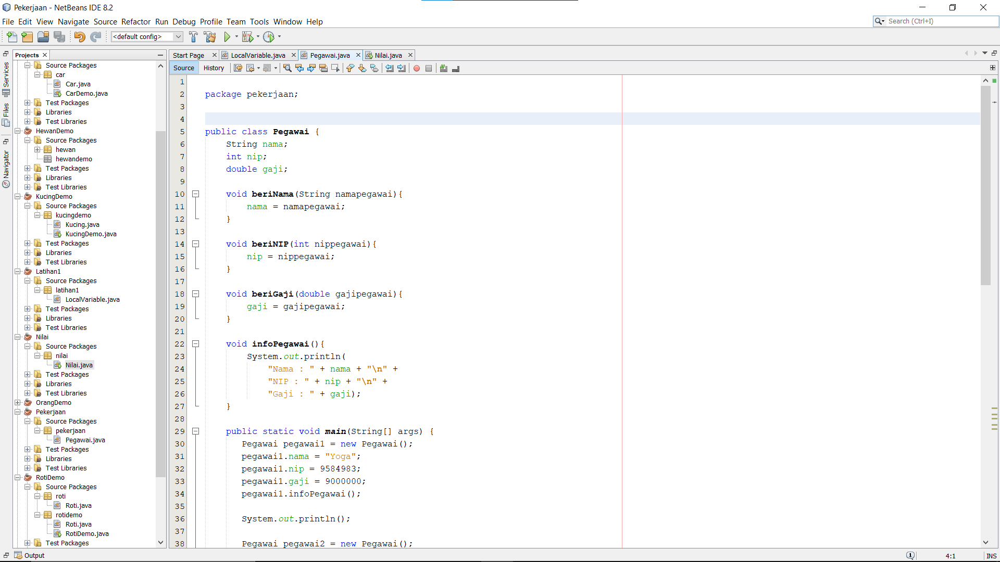 Pekerjaan - NetBeans IDE 8.2
File Edit View Navigate Source Refactor Run Debug Profile Team Tools Window Help
Search (Ctrl+I)
<default config>
Services
Files
Navigator
Projects
Source Packages
car
Car.java
CarDemo.java
Test Packages
Libraries
Test Libraries
HewanDemo
Source Packages
hewan
hewandemo
Test Packages
Libraries
Test Libraries
KucingDemo
Source Packages
kucingdemo
Kucing.java
KucingDemo.java
Test Packages
Libraries
Test Libraries
Latihan1
Source Packages
latihan1
LocalVariable.java
Test Packages
Libraries
Test Libraries
Nilai
Source Packages
nilai
Nilai.java
Test Packages
Libraries
Test Libraries
OrangDemo
Pekerjaan
Source Packages
pekerjaan
Pegawai.java
Test Packages
Libraries
Test Libraries
RotiDemo
Source Packages
roti
Roti.java
rotidemo
Roti.java
RotiDemo.java
Test Packages
Start Page LocalVariable.java Pegawai.java Nilai.java
Source History
1
2 package pekerjaan;
3
4
5 public class Pegawai {
6 String nama;
7 int nip;
8 double gaji;
9
10 void beriNama(String namapegawai){
11 nama = namapegawai;
12 }
13
14 void beriNIP(int nippegawai){
15 nip = nippegawai;
16 }
17
18 void beriGaji(double gajipegawai){
19 gaji = gajipegawai;
20 }
21
22 void infoPegawai(){
23 System.out.println(
24 "Nama : " + nama + "\n" +
25 "NIP : " + nip + "\n" +
26 "Gaji : " + gaji);
27 }
28
29 public static void main(String[] args) {
30 Pegawai pegawai1 = new Pegawai();
31 pegawai1.nama = "Yoga";
32 pegawai1.nip = 9584983;
33 pegawai1.gaji = 9000000;
34 pegawai1.infoPegawai();
35
36 System.out.println();
37
38 Pegawai pegawai2 = new Pegawai();
Output
1
4:1
INS